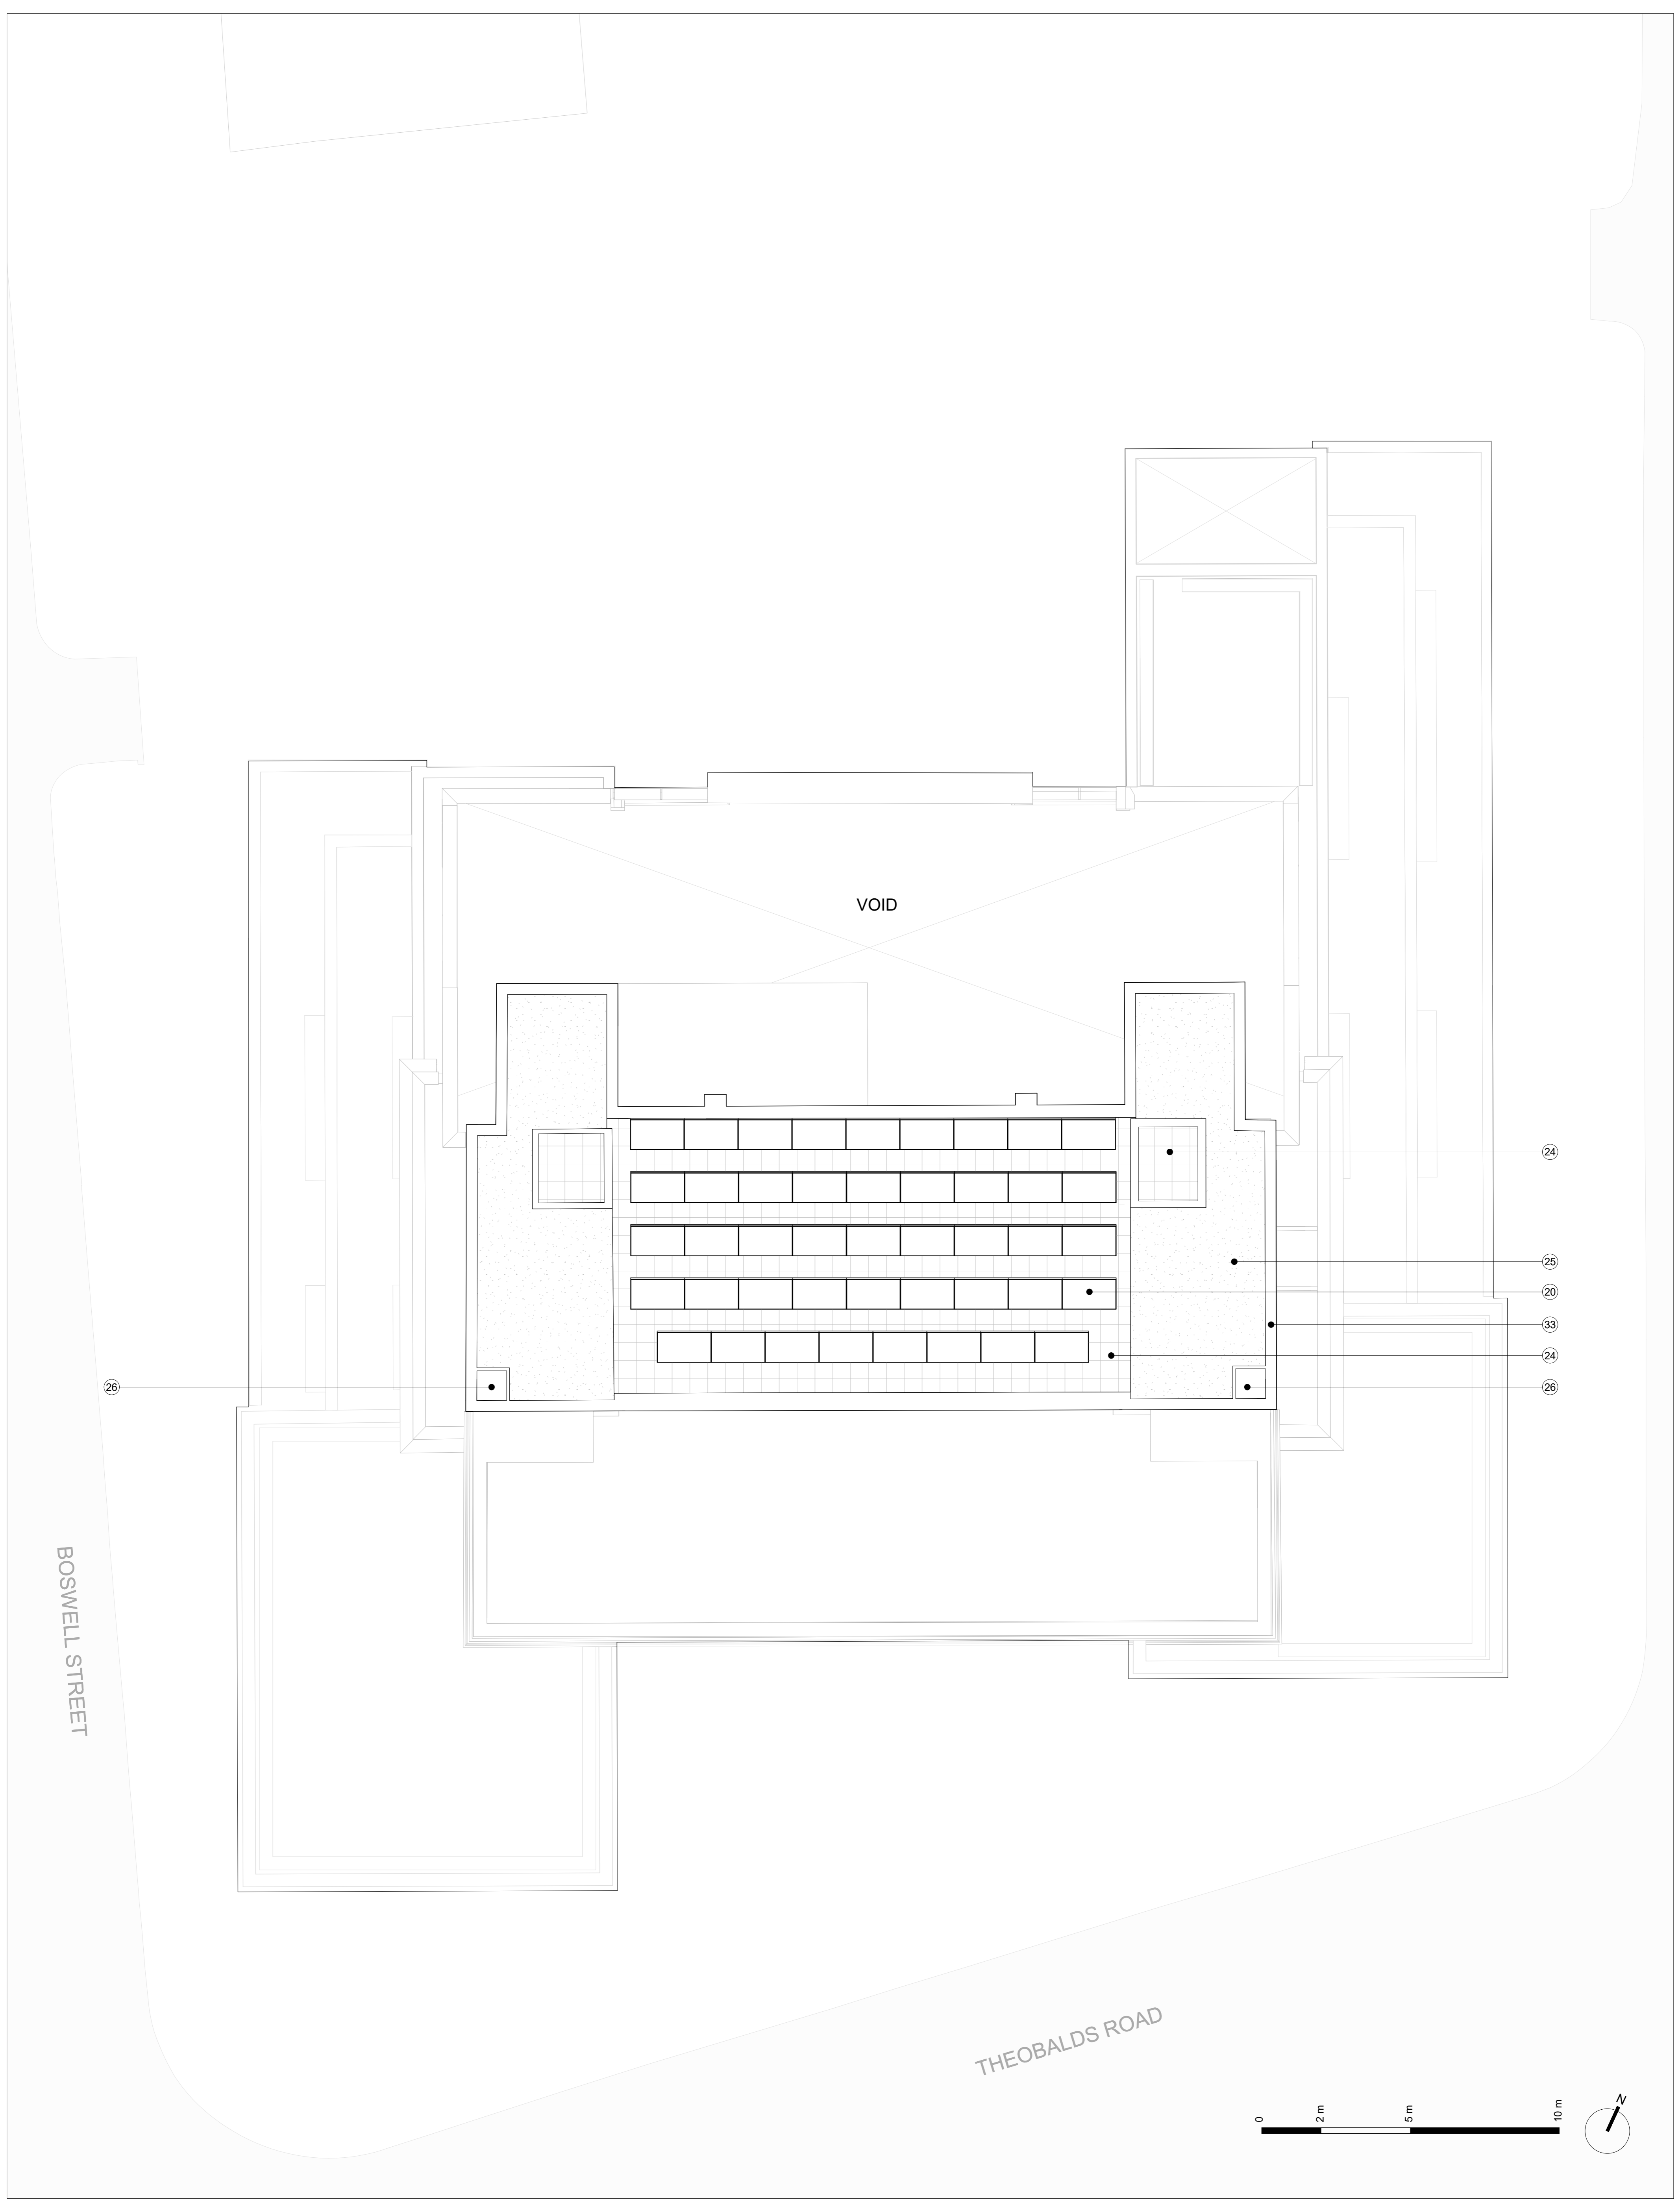 VOID
24
25
20
33
24
26
26
BOSWELL STREET
THEOBALDS ROAD
0
2 m
5 m
10 m
N